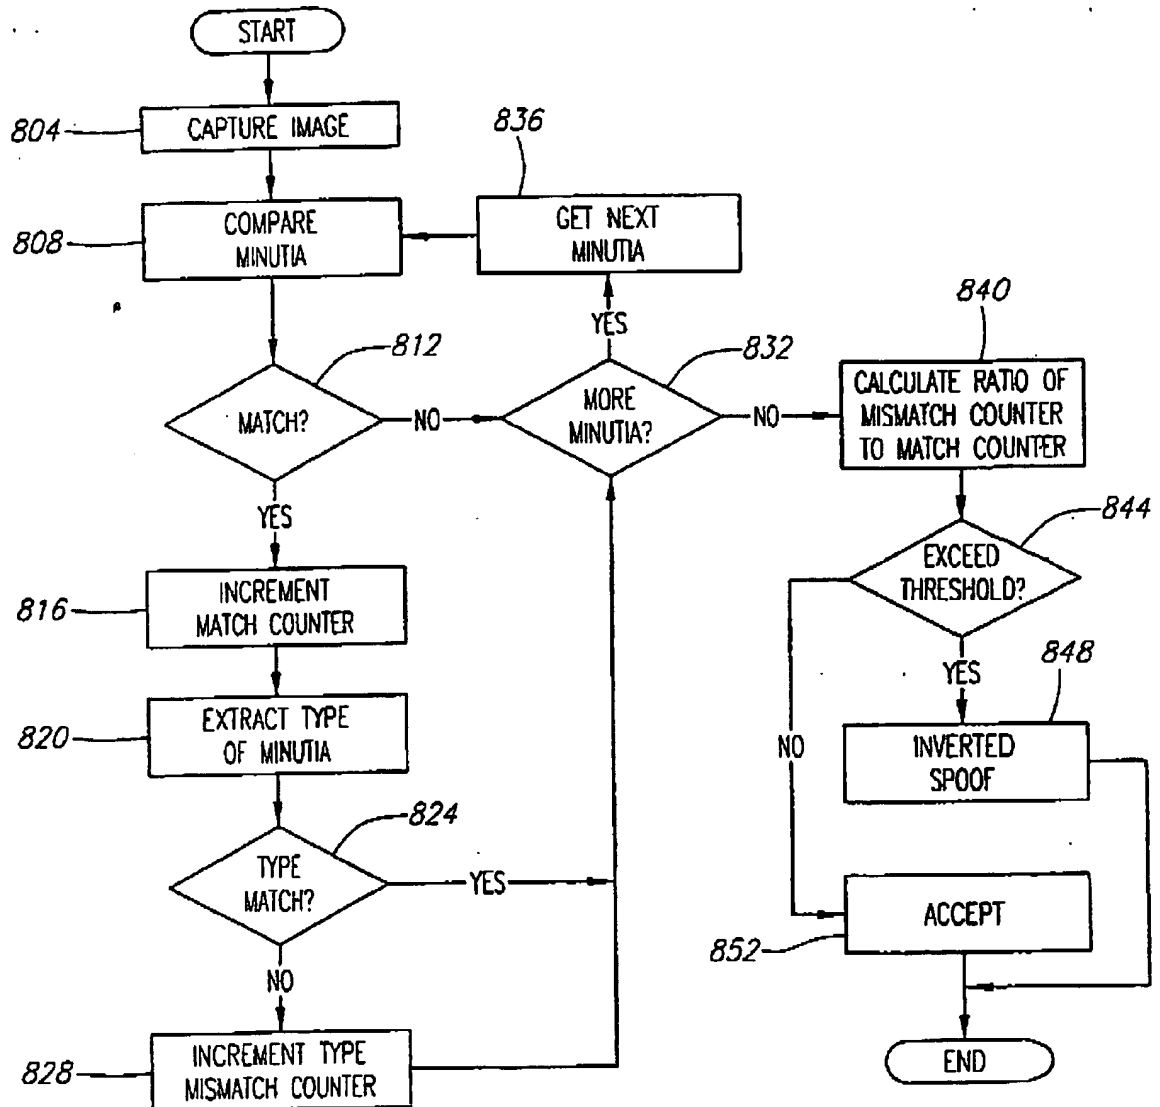 START
804
CAPTURE IMAGE
836
808
COMPARE
MINUTIA
GET NEXT
MINUTIA
YES
840
812
832
MATCH?
NO
MORE
MINUTIA?
NO
CALCULATE RATIO OF
MISMATCH COUNTER
TO MATCH COUNTER
YES
844
EXCEED
THRESHOLD?
816
INCREMENT
MATCH COUNTER
YES
848
820
EXTRACT TYPE
OF MINUTIA
NO
INVERTED
SPOOF
824
TYPE
MATCH?
YES
ACCEPT
852
NO
828
INCREMENT TYPE
MISMATCH COUNTER
END